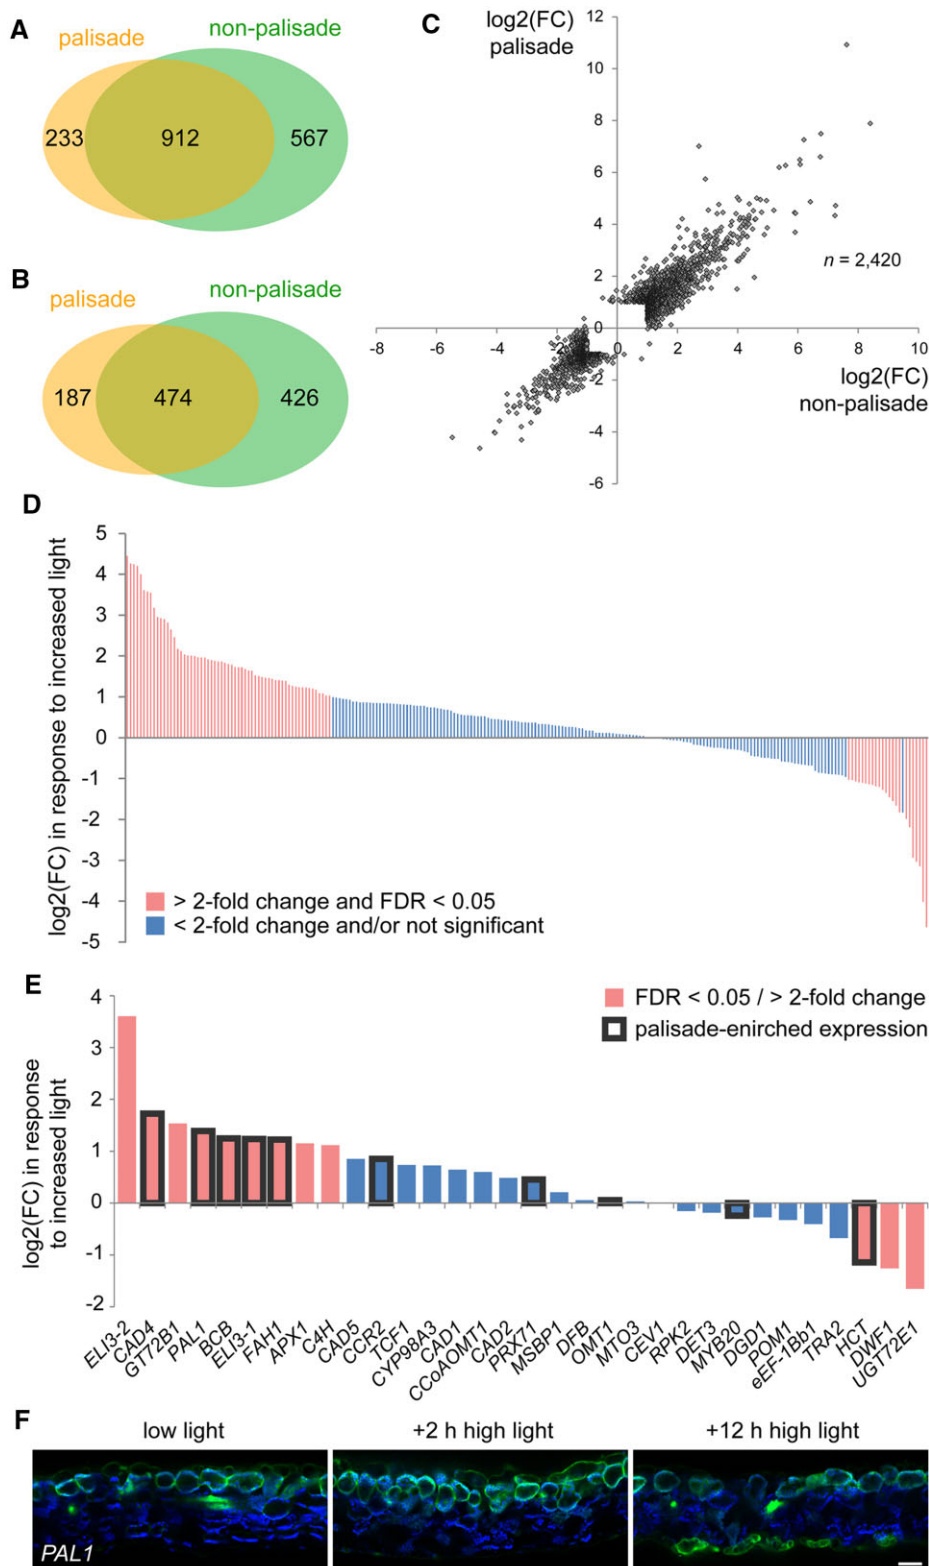 A
palisade
non-palisade
233
912
567
B
palisade
non-palisade
187
474
426
C
log2(FC)
palisade
12
10
8
6
4
2
0
-2
-4
-6
-8
-6
-4
-2
0
2
4
6
8
10
n = 2,420
log2(FC)
non-palisade
D
log2(FC) in response to increased light
5
4
3
2
1
0
-1
-2
-3
-4
-5
> 2-fold change and FDR < 0.05
< 2-fold change and/or not significant
E
log2(FC) in response
to increased light
4
3
2
1
0
-1
-2
FDR < 0.05 / > 2-fold change
palisade-enirched expression
ELI3-2
CAD4
GT72B1
PAL1
BCB
ELI3-1
FAH1
APX1
C4H
CAD5
CCR2
TCF1
CYP98A3
CAD1
CCoAOMT1
CAD2
PRX71
MSBP1
DFB
OMT1
MTO3
CEV1
RPK2
DET3
MYB20
DGD1
POM1
eEF-1Bb1
TRA2
HCT
DWF1
UGT72E1
F
low light
+2 h high light
+12 h high light
PAL1